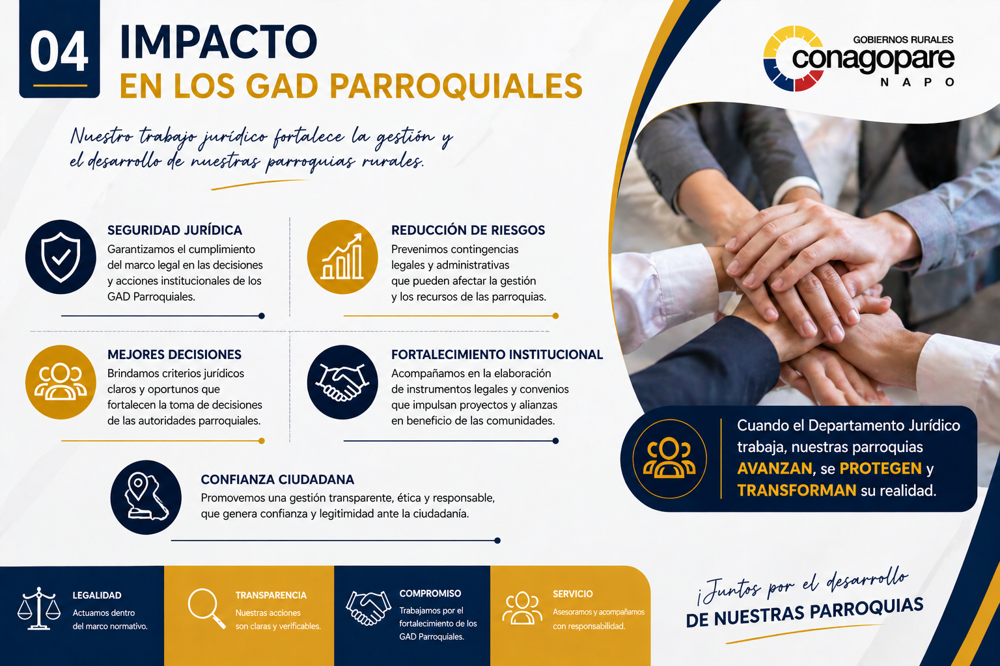 04
IMPACTO
EN LOS GAD PARROQUIALES
GOBIERNOS RURALES
conagopare
NAPO
Nuestro trabajo jurídico fortalece la gestión y
el desarrollo de nuestras parroquias rurales.
SEGURIDAD JURÍDICA
Garantizamos el cumplimiento
del marco legal en las decisiones
y acciones institucionales de los
GAD Parroquiales.
REDUCCIÓN DE RIESGOS
Prevenimos contingencias
legales y administrativas
que pueden afectar la gestión
y los recursos de las parroquias.
MEJORES DECISIONES
Brindamos criterios jurídicos
claros y oportunos que
fortalecen la toma de decisiones
de las autoridades parroquiales.
FORTALECIMIENTO INSTITUCIONAL
Acompañamos en la elaboración
de instrumentos legales y convenios
que impulsan proyectos y alianzas
en beneficio de las comunidades.
CONFIANZA CIUDADANA
Promovemos una gestión transparente, ética y responsable,
que genera confianza y legitimidad ante la ciudadanía.
Cuando el Departamento Jurídico
trabaja, nuestras parroquias
AVANZAN, se PROTEGEN y
TRANSFORMAN su realidad.
LEGALIDAD
Actuamos dentro
del marco normativo.
TRANSPARENCIA
Nuestras acciones
son claras y verificables.
COMPROMISO
Trabajamos por el
fortalecimiento de los
GAD Parroquiales.
SERVICIO
Asesoramos y acompañamos
con responsabilidad.
¡Juntos por el desarrollo
DE NUESTRAS PARROQUIAS